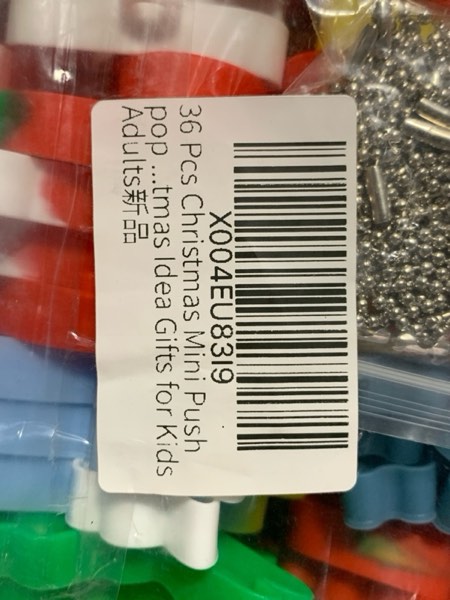 X004EU83I9
36 Pcs Christmas Mini Push
pop ...tmas Idea Gifts for Kids
Adults新品